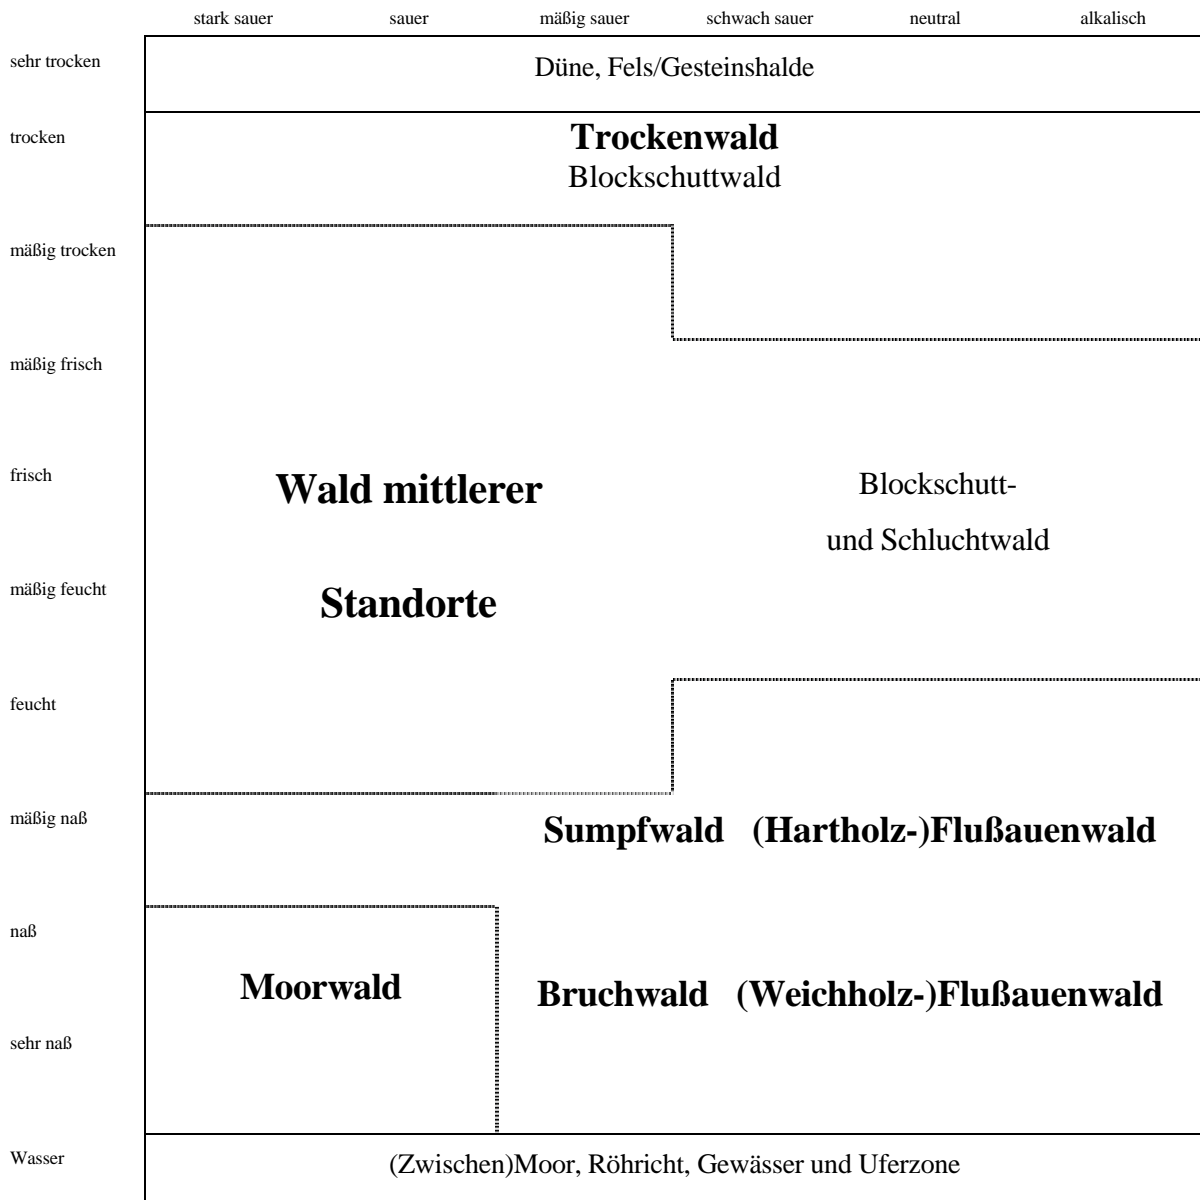 stark sauer sauer mäßig sauer schwach sauer neutral alkalisch
sehr trocken
Düne, Fels/Gesteinshalde
trocken
Trockenwald
Blockschuttwald
mäßig trocken
mäßig frisch
frisch
Wald mittlerer
Blockschutt-
und Schluchtwald
mäßig feucht
Standorte
feucht
mäßig naß
Sumpfwald (Hartholz-)Flußauenwald
naß
Moorwald
Bruchwald (Weichholz-)Flußauenwald
sehr naß
Wasser
(Zwischen)Moor, Röhricht, Gewässer und Uferzone